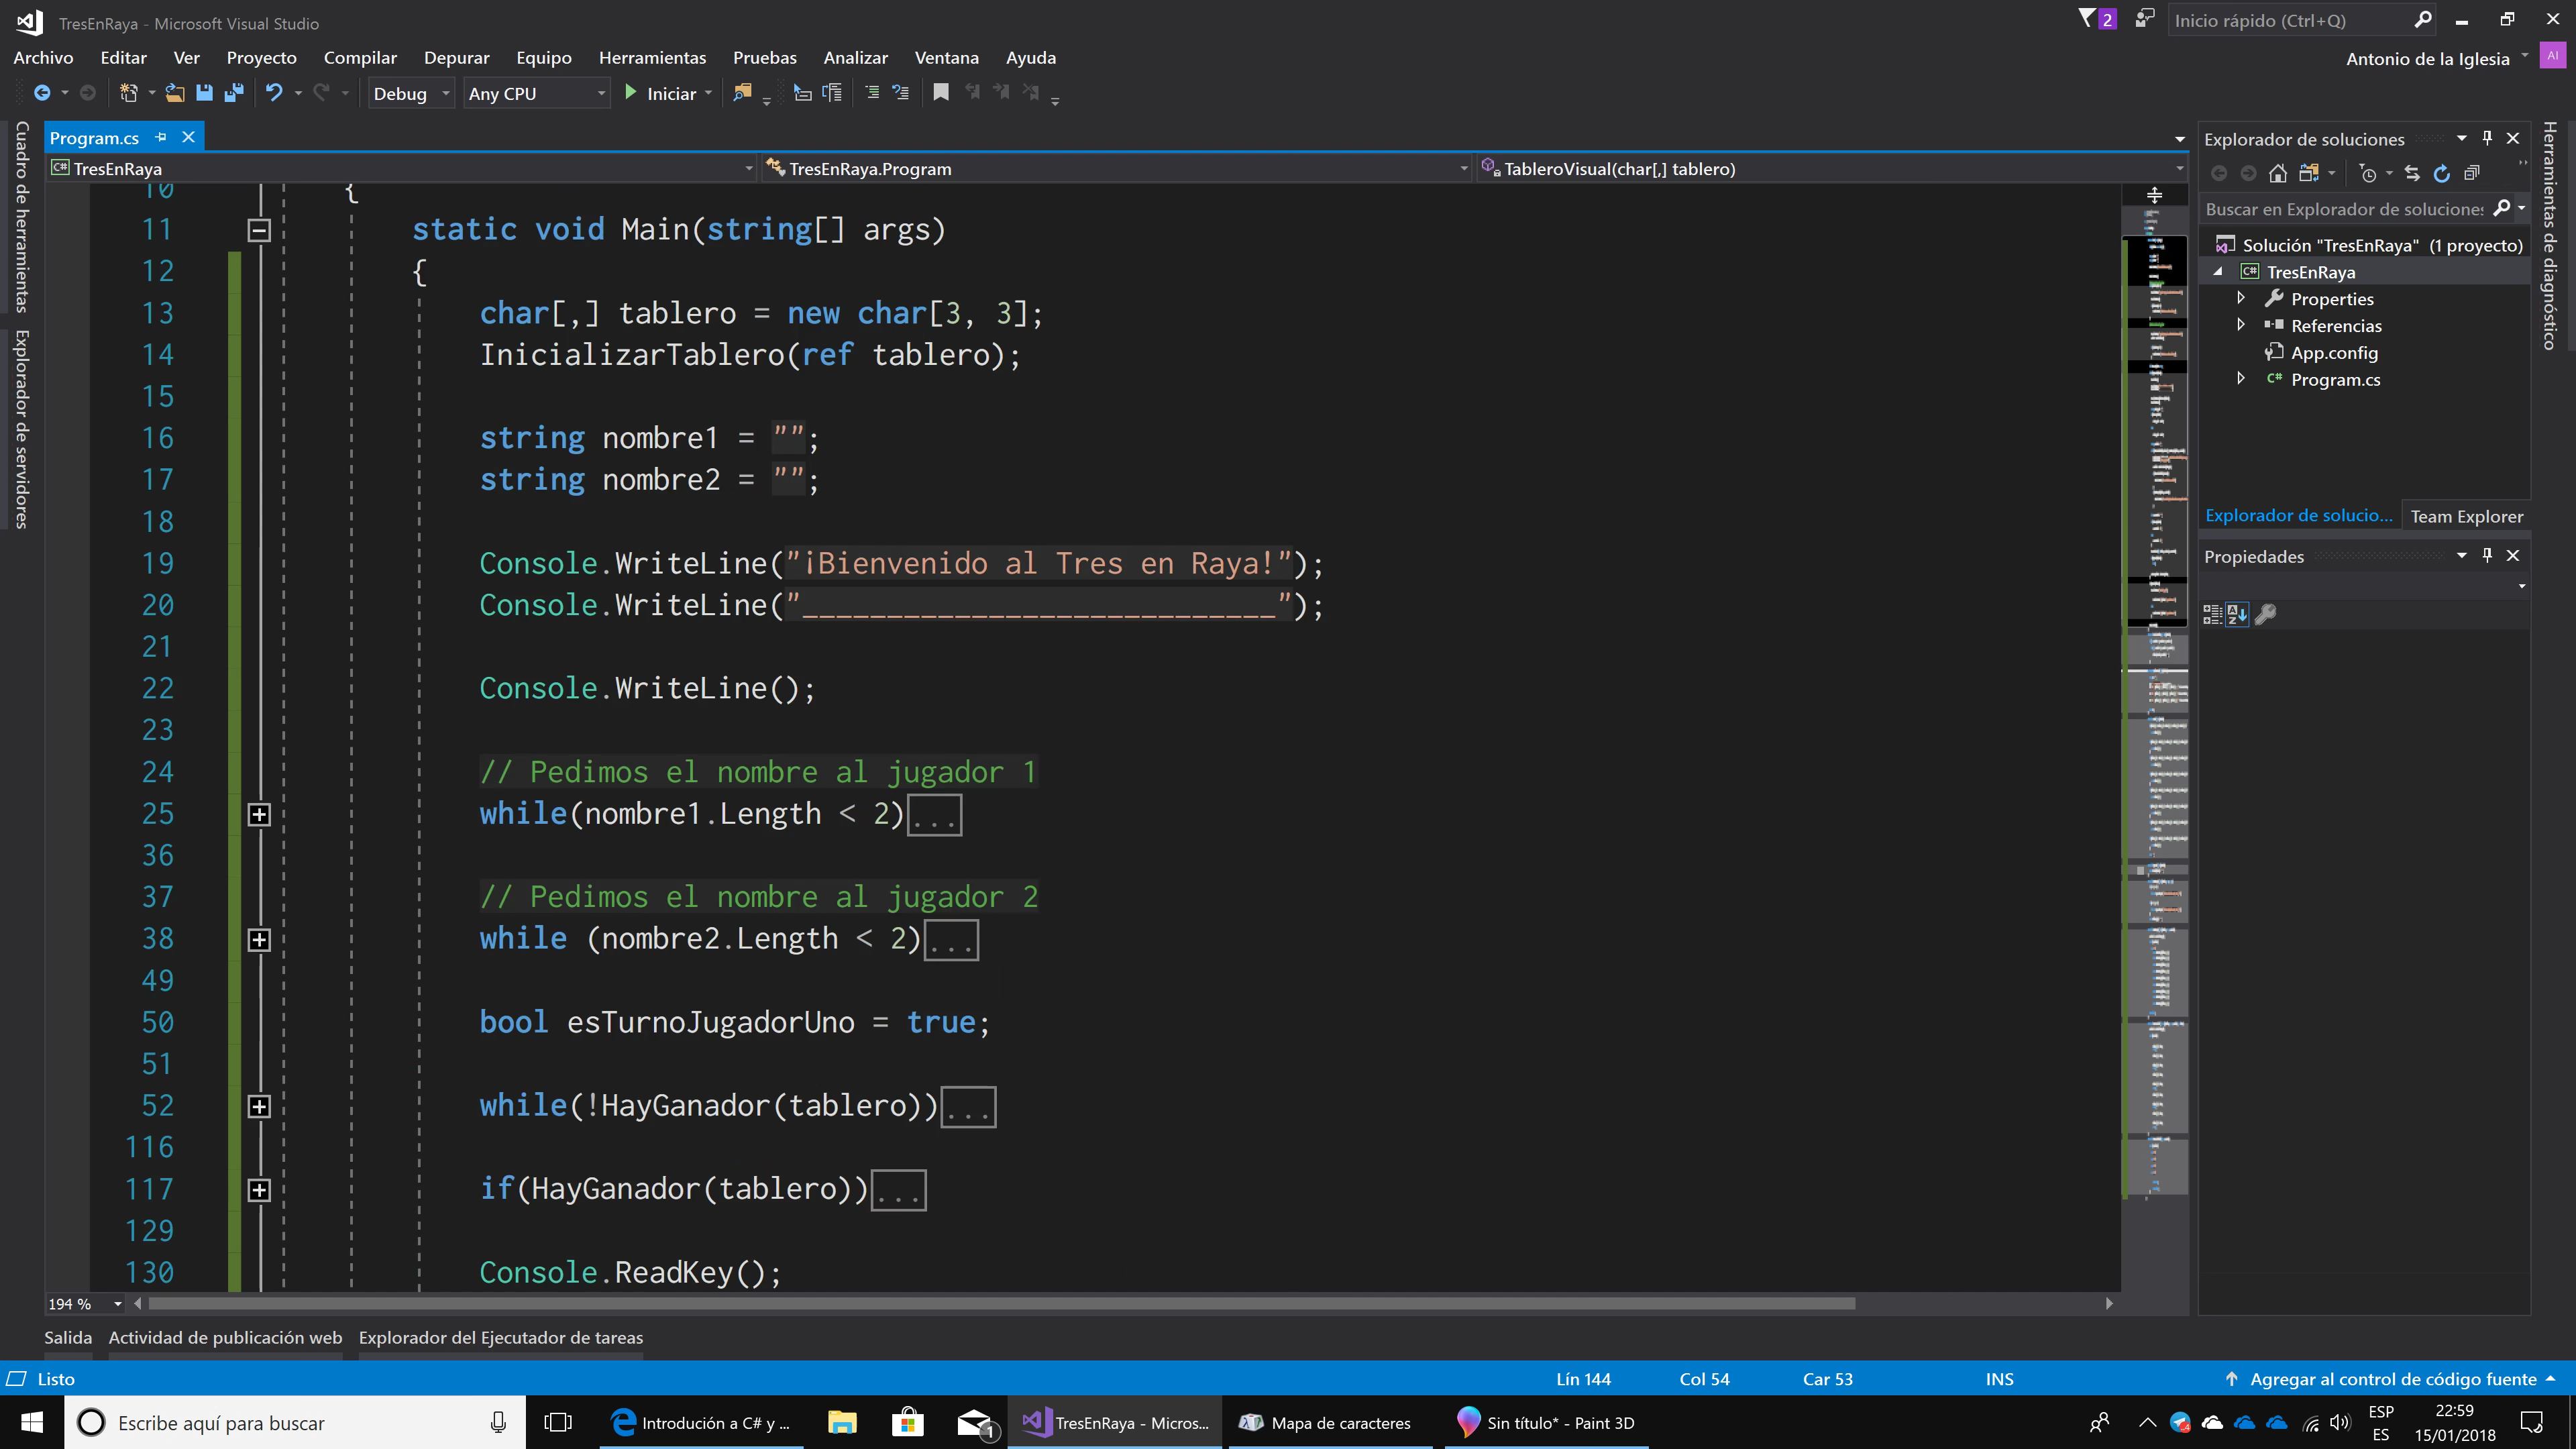 TresEnRaya - Microsoft Visual Studio
2
Inicio rápido (Ctrl+Q)
Archivo Editar Ver Proyecto Compilar Depurar Equipo Herramientas Pruebas Analizar Ventana Ayuda
Antonio de la Iglesia AI
Debug Any CPU Iniciar
Cuadro de herramientas
Explorador de servidores
Program.cs
TresEnRaya TresEnRaya.Program TableroVisual(char[,] tablero)
10 {
11 static void Main(string[] args)
12 {
13 char[,] tablero = new char[3, 3];
14 InicializarTablero(ref tablero);
15
16 string nombre1 = "";
17 string nombre2 = "";
18
19 Console.WriteLine("¡Bienvenido al Tres en Raya!");
20 Console.WriteLine("____________________________");
21
22 Console.WriteLine();
23
24 // Pedimos el nombre al jugador 1
25 while(nombre1.Length < 2)...
36
37 // Pedimos el nombre al jugador 2
38 while (nombre2.Length < 2)...
49
50 bool esTurnoJugadorUno = true;
51
52 while(!HayGanador(tablero))...
116
117 if(HayGanador(tablero))...
129
130 Console.ReadKey();
194 %
Explorador de soluciones
Buscar en Explorador de soluciones
Solución "TresEnRaya" (1 proyecto)
C# TresEnRaya
Properties
Referencias
App.config
C# Program.cs
Explorador de solucio... Team Explorer
Propiedades
Herramientas de diagnóstico
Salida Actividad de publicación web Explorador del Ejecutador de tareas
Listo Lín 144 Col 54 Car 53 INS Agregar al control de código fuente
Escribe aquí para buscar
Introducción a C# y ...
1
TresEnRaya - Micros...
Mapa de caracteres
Sin título* - Paint 3D
ESP
ES
22:59
15/01/2018